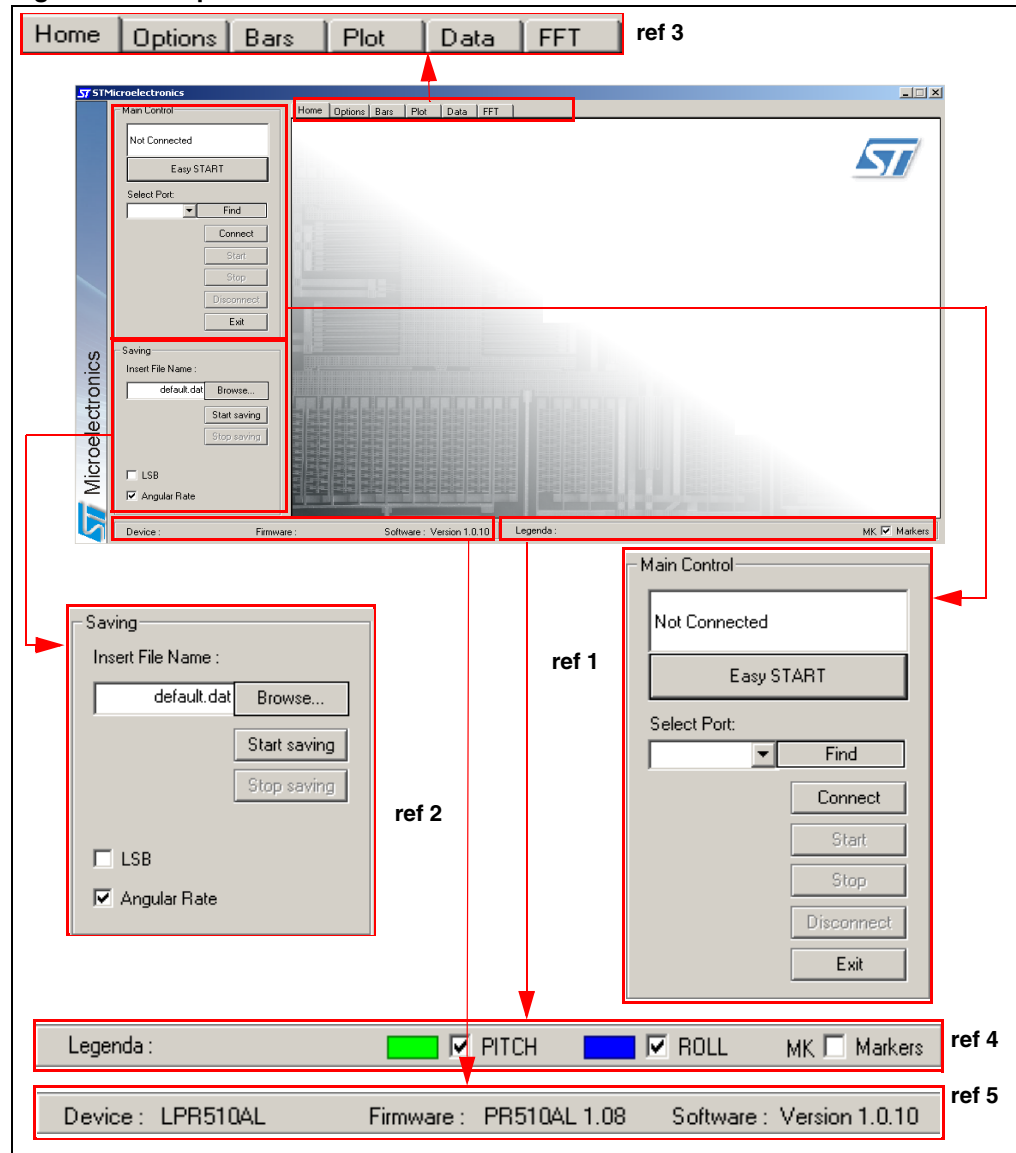 Home Options Bars Plot Data FFT ref 3
STMicroelectronics
Main Control
Home Options Bars Plot Data FFT
Not Connected
Easy START
Select Port:
Find
Connect
Start
Stop
Disconnect
Exit
ST
Saving
Insert File Name :
default.dat Browse...
Start saving
Stop saving
LSB
Angular Rate
Microelectronics
Device : Firmware : Software : Version 1.0.10 Legenda : MK Markers
Saving
Insert File Name :
default.dat Browse...
Start saving
Stop saving
LSB
Angular Rate
ref 2
ref 1
Main Control
Not Connected
Easy START
Select Port:
Find
Connect
Start
Stop
Disconnect
Exit
Legenda : PITCH ROLL MK Markers ref 4
Device : LPR510AL Firmware : PR510AL 1.08 Software : Version 1.0.10 ref 5